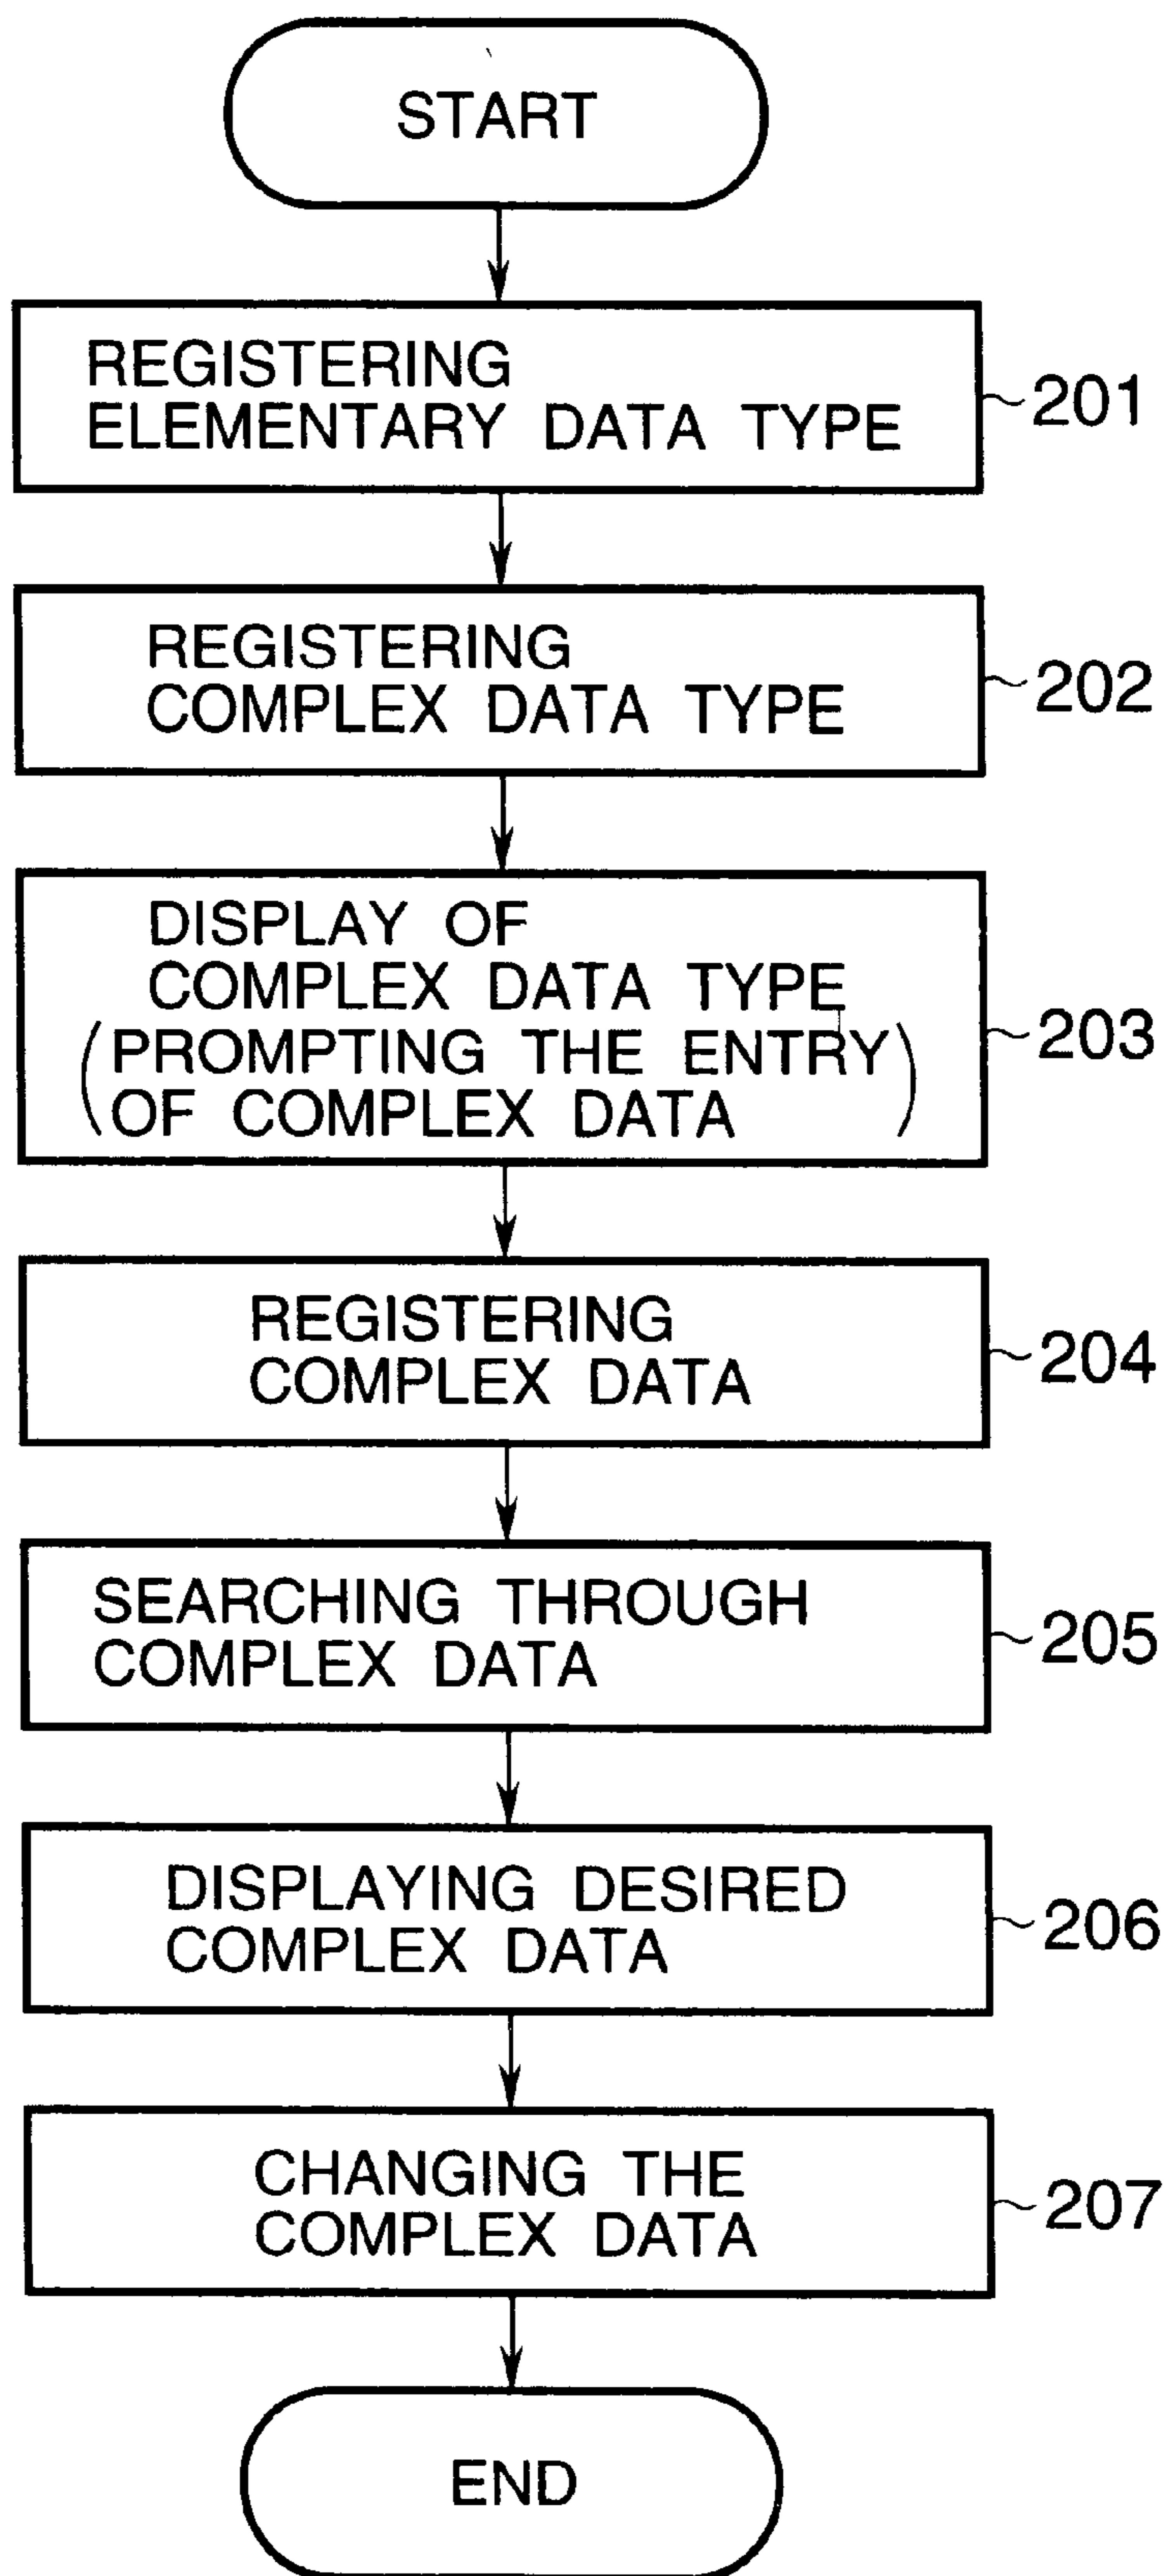 START
REGISTERING
ELEMENTARY DATA TYPE
201
REGISTERING
COMPLEX DATA TYPE
202
DISPLAY OF
COMPLEX DATA TYPE
(PROMPTING THE ENTRY
OF COMPLEX DATA)
203
REGISTERING
COMPLEX DATA
204
SEARCHING THROUGH
COMPLEX DATA
205
DISPLAYING DESIRED
COMPLEX DATA
206
CHANGING THE
COMPLEX DATA
207
END